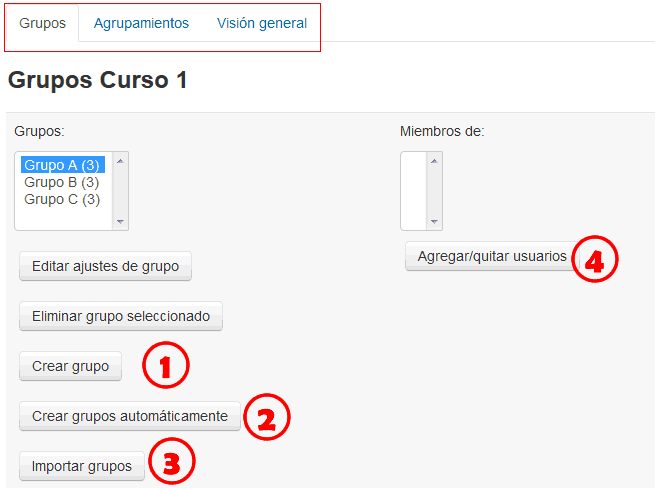 Grupos Agrupamientos Visión general
Grupos Curso 1
Grupos:
Miembros de:
Grupo A (3)
Grupo B (3)
Grupo C (3)
Agregar/quitar usuarios 4
Editar ajustes de grupo
Eliminar grupo seleccionado
Crear grupo 1
Crear grupos automáticamente 2
Importar grupos 3